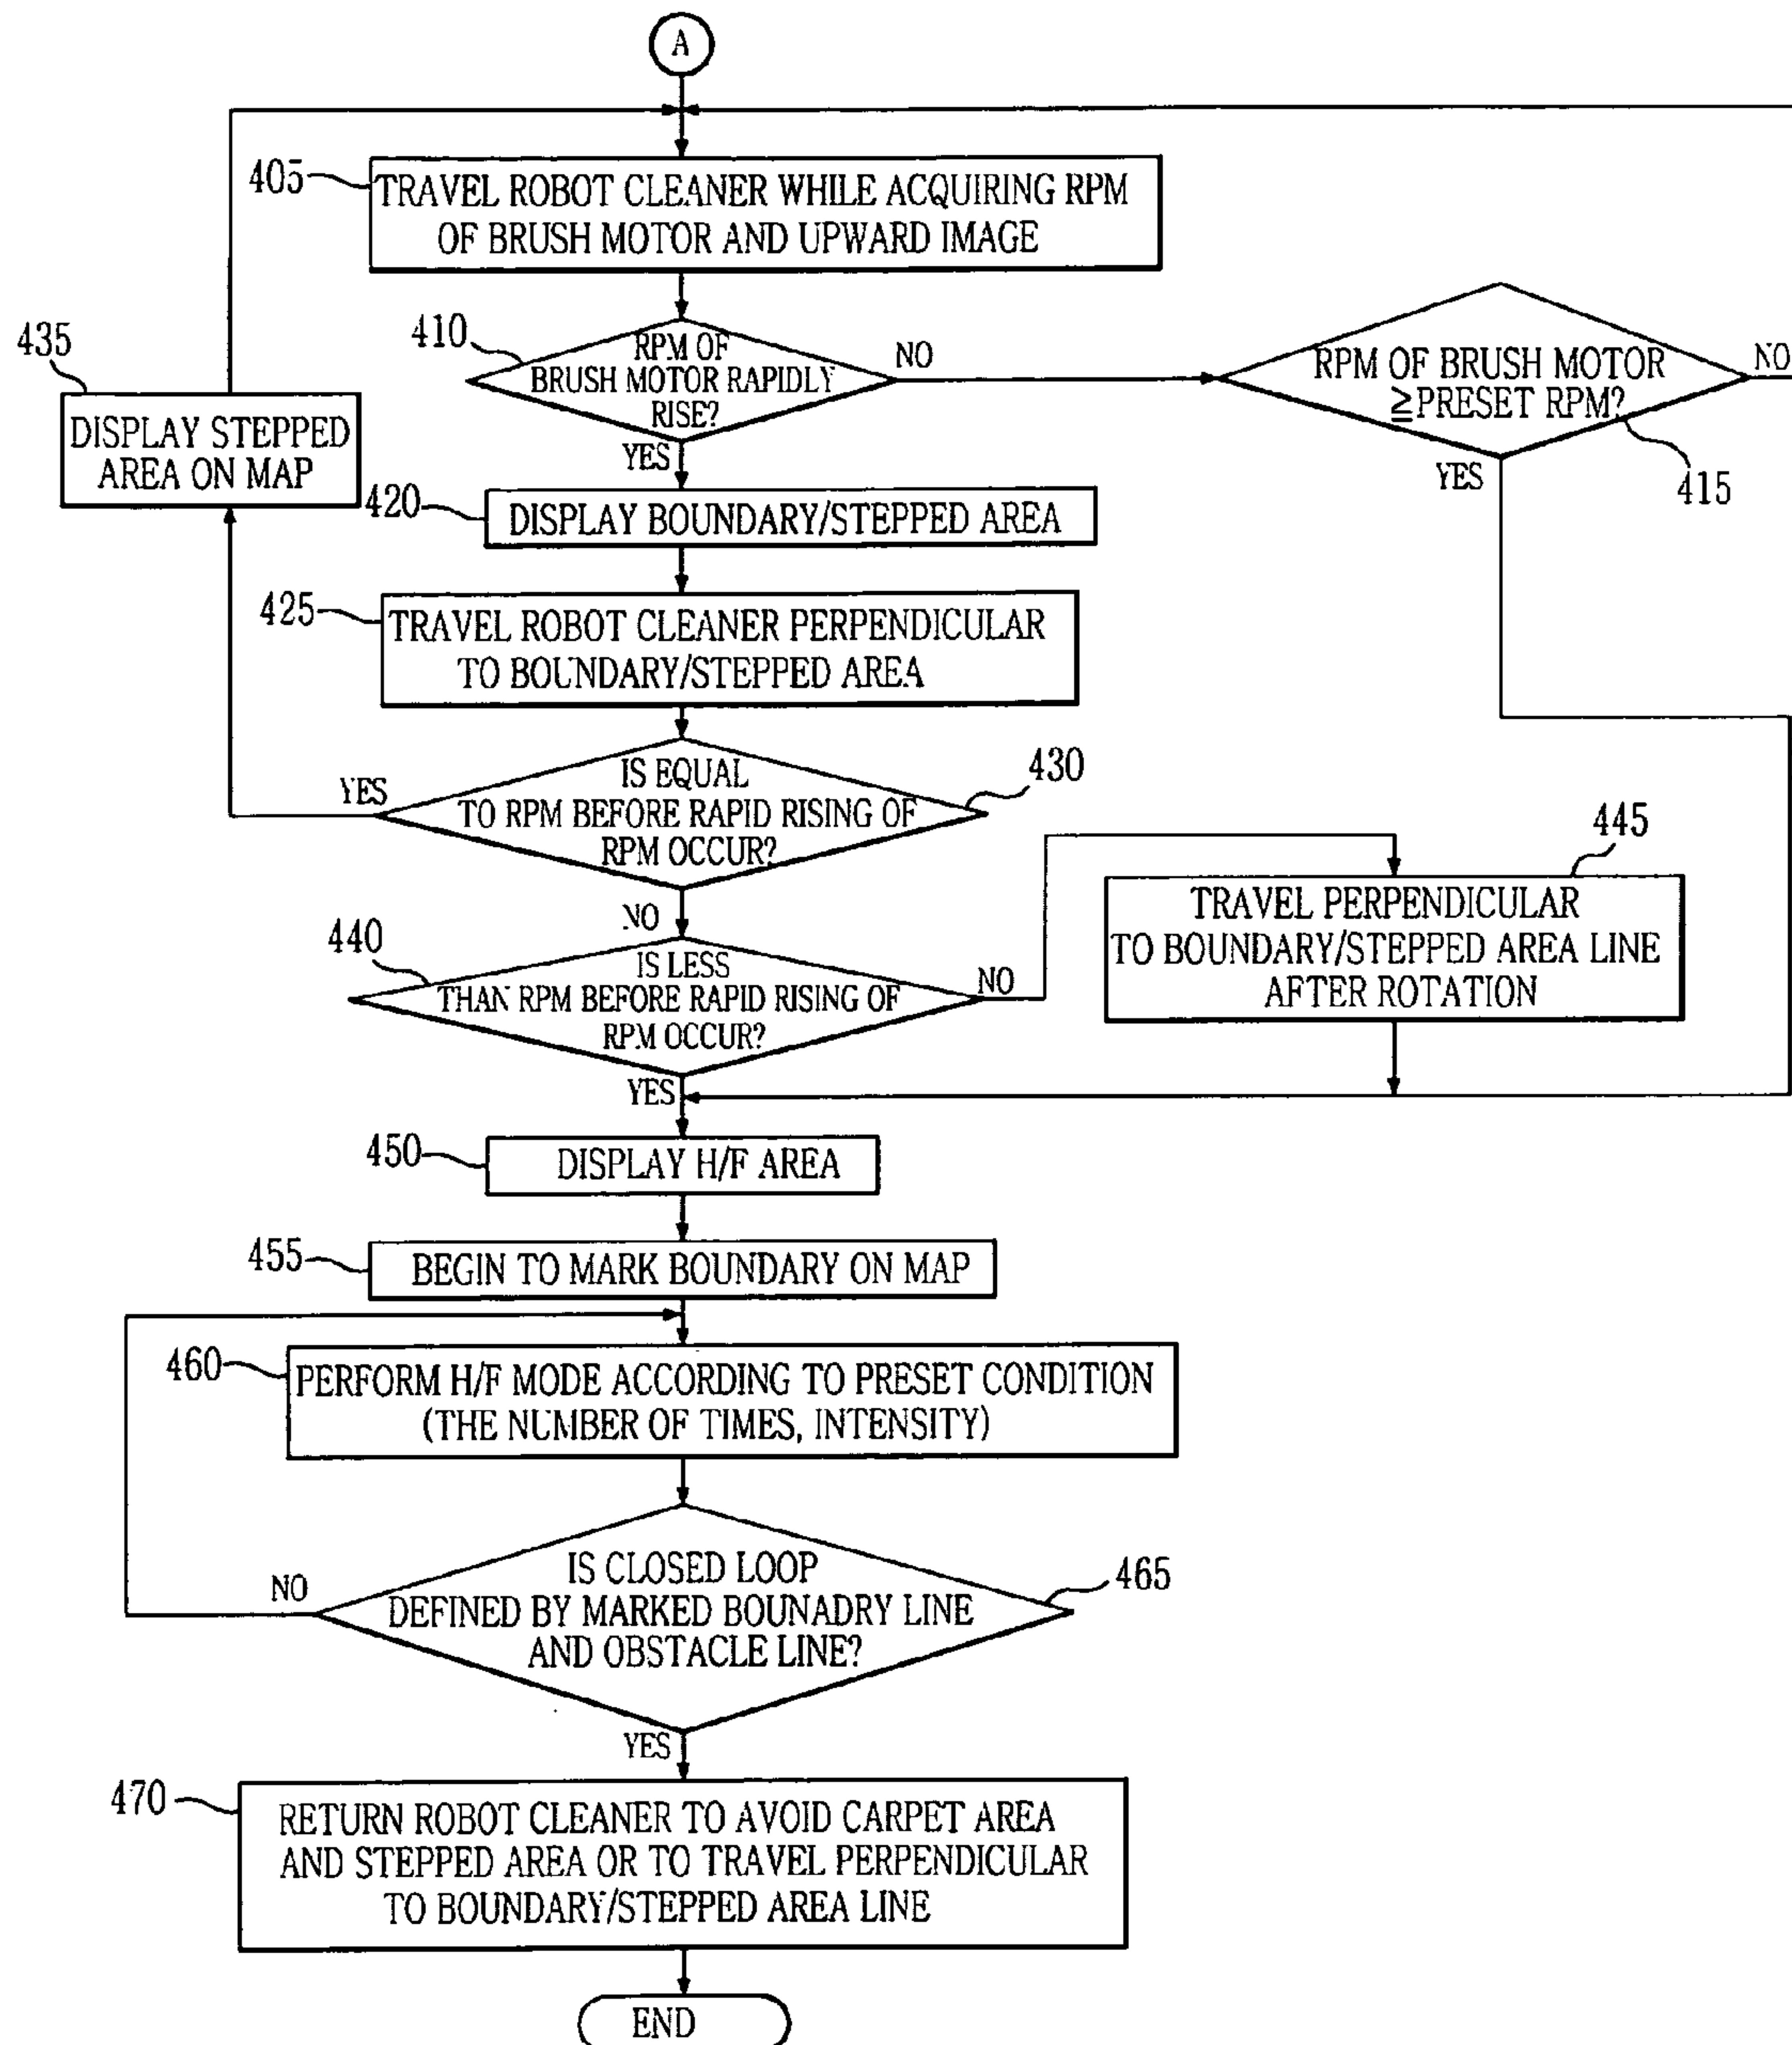 A
405
TRAVEL ROBOT CLEANER WHILE ACQUIRING RPM
OF BRUSH MOTOR AND UPWARD IMAGE
410
RPM OF
BRUSH MOTOR RAPIDLY
RISE?
NO
YES
RPM OF BRUSH MOTOR
≧PRESET RPM?
NO
YES
415
435
DISPLAY STEPPED
AREA ON MAP
420
DISPLAY BOUNDARY/STEPPED AREA
425
TRAVEL ROBOT CLEANER PERPENDICULAR
TO BOUNDARY/STEPPED AREA
430
IS EQUAL
TO RPM BEFORE RAPID RISING OF
RPM OCCUR?
YES
NO
440
IS LESS
THAN RPM BEFORE RAPID RISING OF
RPM OCCUR?
NO
YES
445
TRAVEL PERPENDICULAR
TO BOUNDARY/STEPPED AREA LINE
AFTER ROTATION
450
DISPLAY H/F AREA
455
BEGIN TO MARK BOUNDARY ON MAP
460
PERFORM H/F MODE ACCORDING TO PRESET CONDITION
(THE NUMBER OF TIMES, INTENSITY)
465
IS CLOSED LOOP
DEFINED BY MARKED BOUNADRY LINE
AND OBSTACLE LINE?
NO
YES
470
RETURN ROBOT CLEANER TO AVOID CARPET AREA
AND STEPPED AREA OR TO TRAVEL PERPENDICULAR
TO BOUNDARY/STEPPED AREA LINE
END